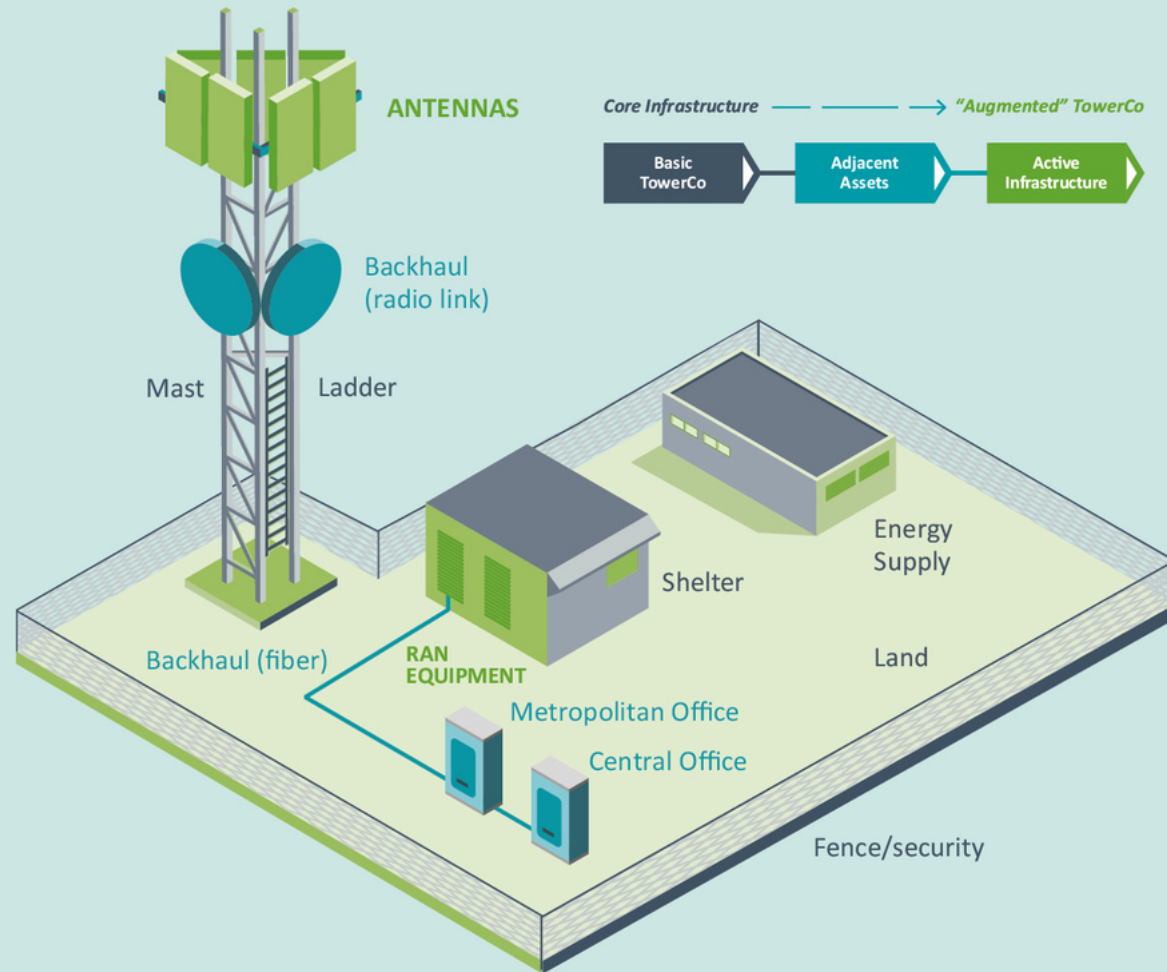 ANTENNAS
Core Infrastructure
“Augmented” TowerCo
Basic
TowerCo
Adjacent
Assets
Active
Infrastructure
Backhaul
(radio link)
Mast
Ladder
Energy
Supply
Shelter
Backhaul (fiber)
RAN
EQUIPMENT
Land
Metropolitan Office
Central Office
Fence/security